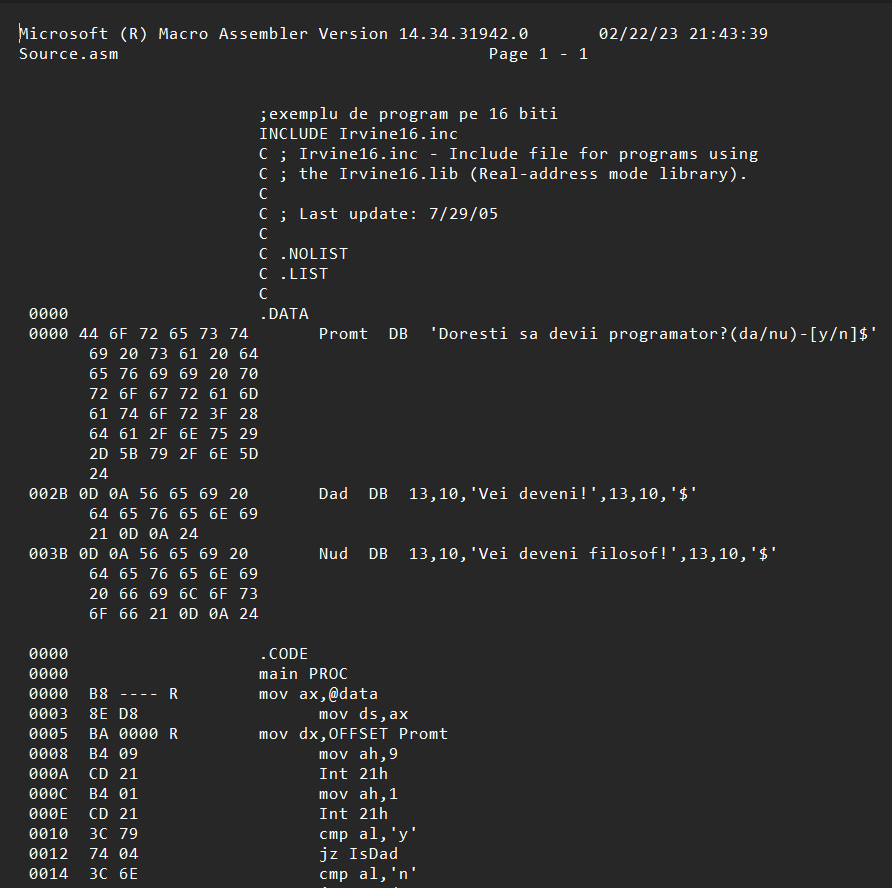 Microsoft (R) Macro Assembler Version 14.34.31942.0       02/22/23 21:43:39
Source.asm                                     Page 1 - 1
;exemplu de program pe 16 biti
INCLUDE Irvine16.inc
C ; Irvine16.inc - Include file for programs using
C ; the Irvine16.lib (Real-address mode library).
C
C ; Last update: 7/29/05
C
C .NOLIST
C .LIST
C
0000                   .DATA
0000 44 6F 72 65 73 74       Promt  DB  'Doresti sa devii programator?(da/nu)-[y/n]$'
69 20 73 61 20 64
65 76 69 69 20 70
72 6F 67 72 61 6D
61 74 6F 72 3F 28
64 61 2F 6E 75 29
2D 5B 79 2F 6E 5D
24
002B 0D 0A 56 65 69 20       Dad  DB  13,10,'Vei deveni!',13,10,'$'
64 65 76 65 6E 69
21 0D 0A 24
003B 0D 0A 56 65 69 20       Nud  DB  13,10,'Vei deveni filosof!',13,10,'$'
64 65 76 65 6E 69
20 66 69 6C 6F 73
6F 66 21 0D 0A 24
0000                   .CODE
0000                   main PROC
0000  B8 ---- R        mov ax,@data
0003  8E D8                  mov ds,ax
0005  BA 0000 R        mov dx,OFFSET Promt
0008  B4 09                  mov ah,9
000A  CD 21                  Int 21h
000C  B4 01                  mov ah,1
000E  CD 21                  Int 21h
0010  3C 79                  cmp al,'y'
0012  74 04                  jz IsDad
0014  3C 6E                  cmp al,'n'